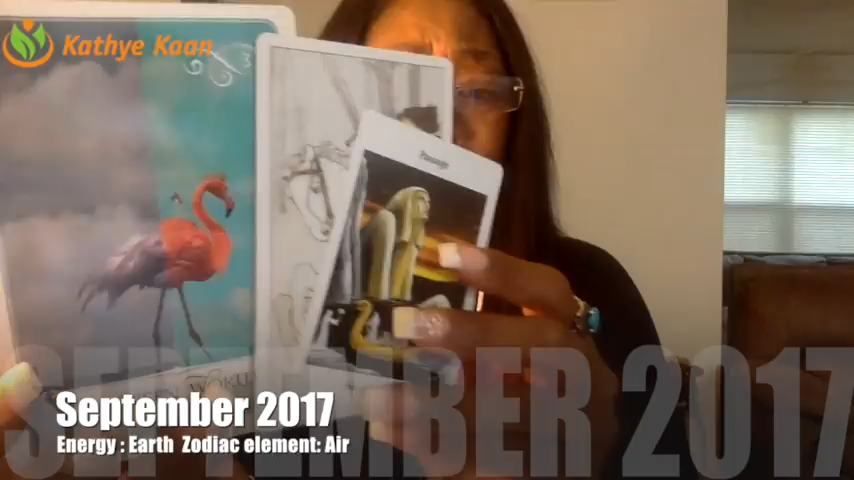 Kathye Kaan
SEPTEMBER 2017
September 2017
Energy : Earth Zodiac element: Air